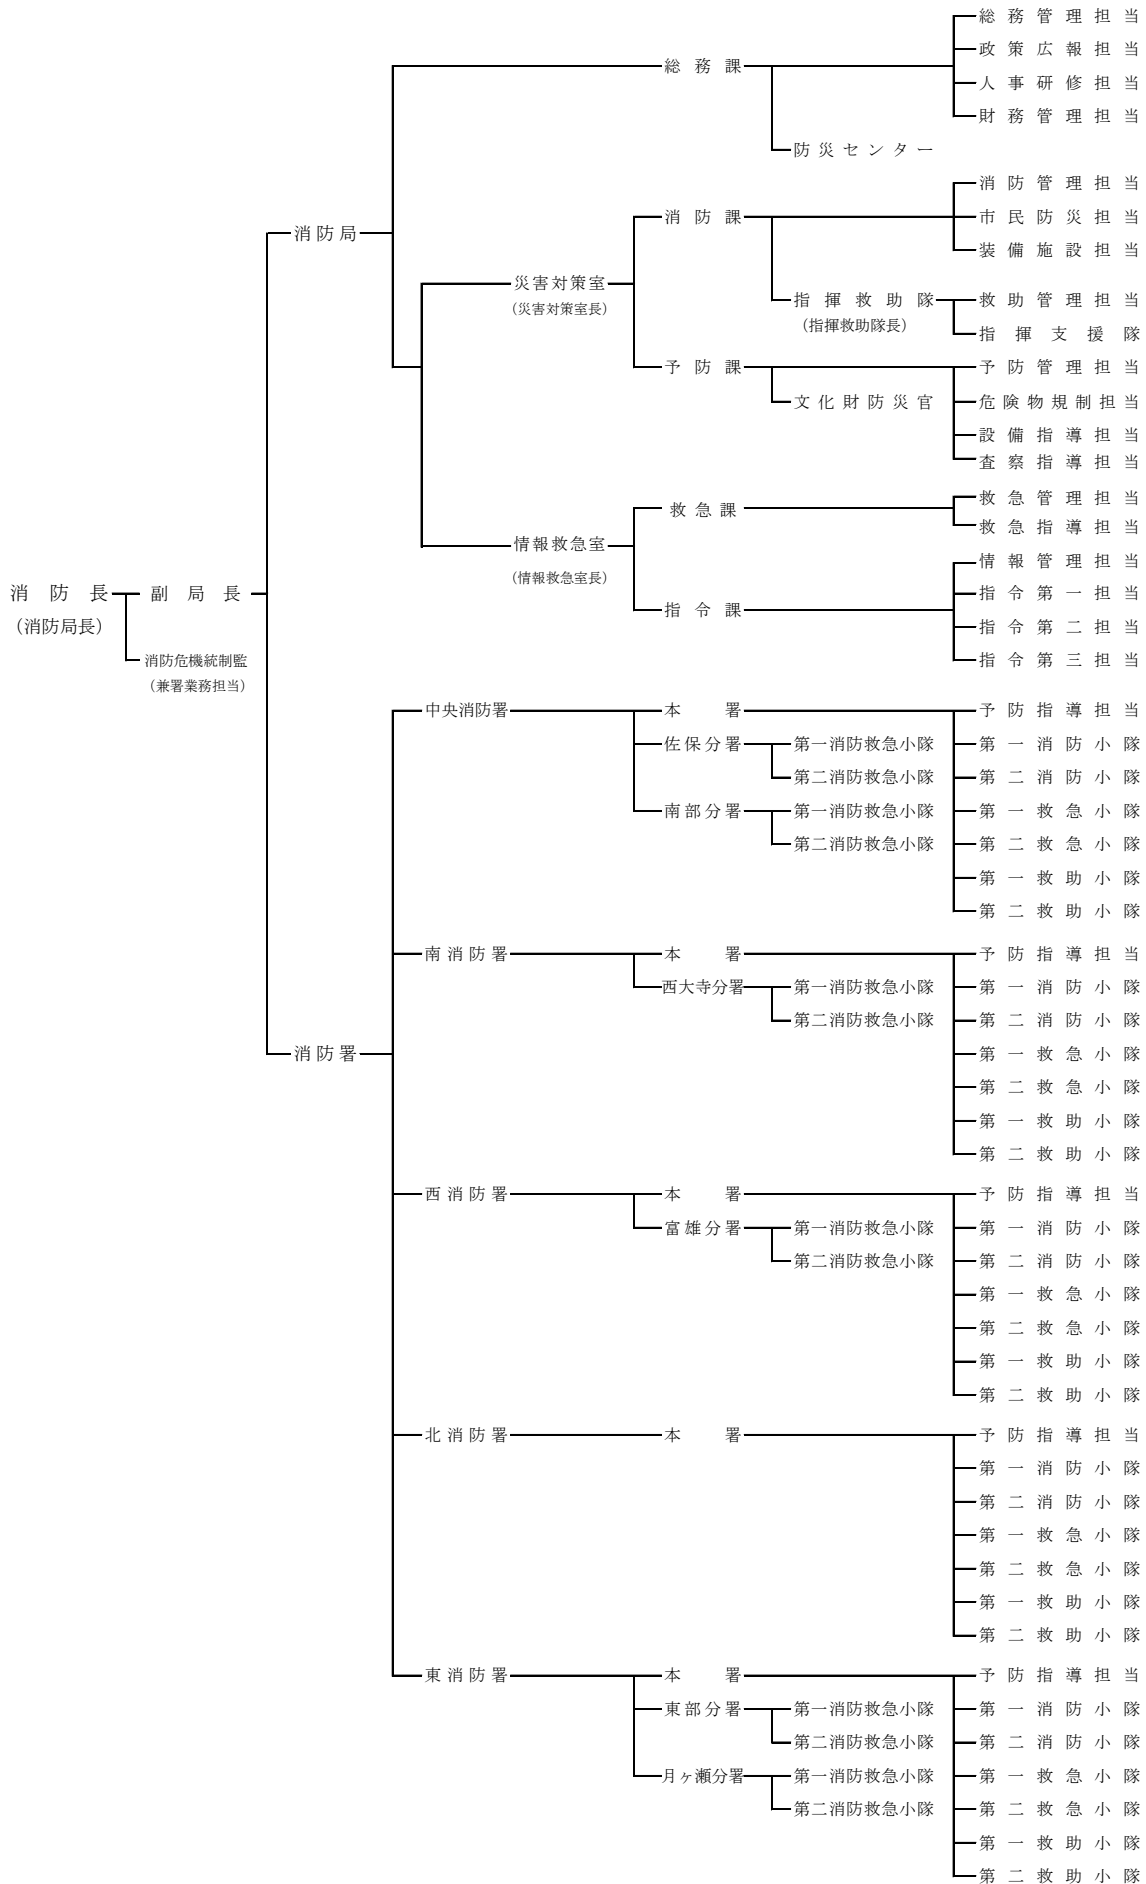 総務管理担当
政策広報担当
総務課
人事研修担当
財務管理担当
防災センター
消防管理担当
消防課
市民防災担当
消防局
装備施設担当
災害対策室
(災害対策室長)
指揮救助隊
救助管理担当
(指揮救助隊長)
指揮支援隊
予防課
予防管理担当
文化財防災官
危険物規制担当
設備指導担当
査察指導担当
救急管理担当
救急課
救急指導担当
情報救急室
(情報救急室長)
情報管理担当
消防長
副局長
指令第一担当
指令課
(消防局長)
指令第二担当
消防危機統制監
指令第三担当
(兼署業務担当)
中央消防署
本署
予防指導担当
佐保分署
第一消防救急小隊
第一消防小隊
第二消防救急小隊
第二消防小隊
南部分署
第一消防救急小隊
第一救急小隊
第二消防救急小隊
第二救急小隊
第一救助小隊
第二救助小隊
南消防署
本署
予防指導担当
西大寺分署
第一消防救急小隊
第一消防小隊
第二消防救急小隊
第二消防小隊
消防署
第一救急小隊
第二救急小隊
第一救助小隊
第二救助小隊
西消防署
本署
予防指導担当
富雄分署
第一消防救急小隊
第一消防小隊
第二消防救急小隊
第二消防小隊
第一救急小隊
第二救急小隊
第一救助小隊
第二救助小隊
北消防署
本署
予防指導担当
第一消防小隊
第二消防小隊
第一救急小隊
第二救急小隊
第一救助小隊
第二救助小隊
東消防署
本署
予防指導担当
東部分署
第一消防救急小隊
第一消防小隊
第二消防救急小隊
第二消防小隊
月ヶ瀬分署
第一消防救急小隊
第一救急小隊
第二消防救急小隊
第二救急小隊
第一救助小隊
第二救助小隊